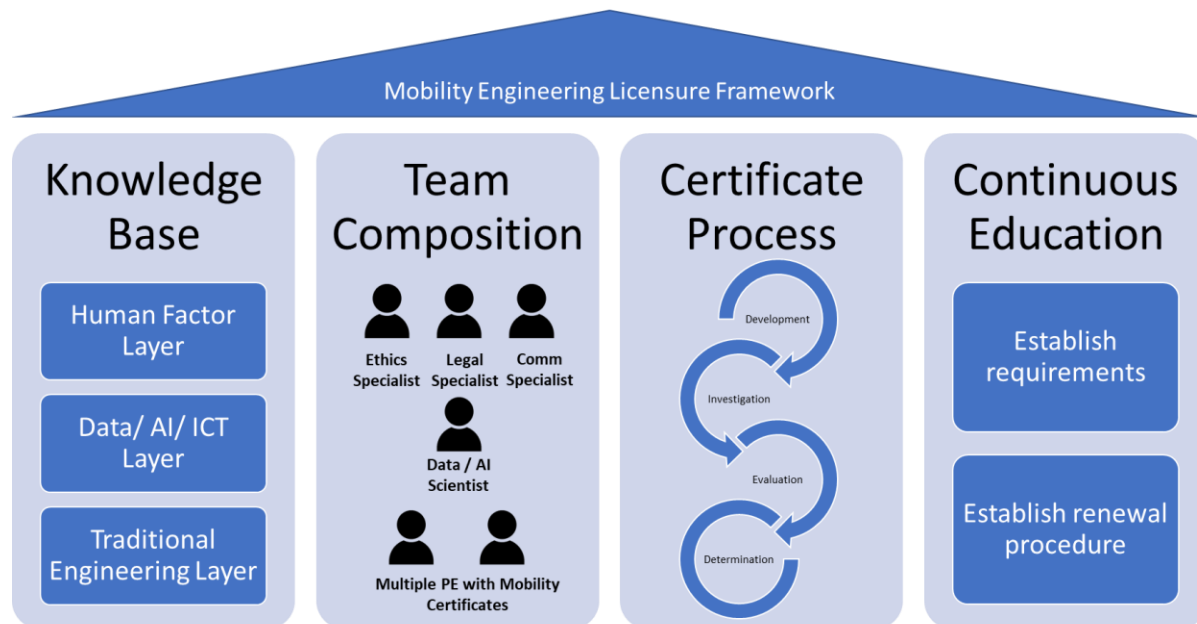 Mobility Engineering Licensure Framework
Knowledge
Base
Human Factor
Layer
Data/ AI/ ICT
Layer
Traditional
Engineering Layer
Team
Composition
Ethics
Specialist
Legal
Specialist
Comm
Specialist
Data / AI
Scientist
Multiple PE with Mobility
Certificates
Certificate
Process
Development
Investigation
Evaluation
Determination
Continuous
Education
Establish
requirements
Establish renewal
procedure